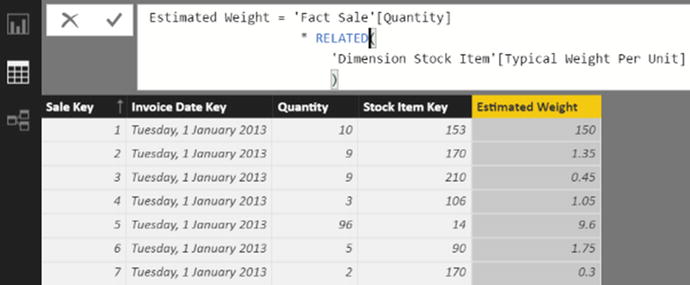 Estimated Weight = 'Fact Sale'[Quantity]
* RELATED(
'Dimension Stock Item'[Typical Weight Per Unit]
)
Sale Key Invoice Date Key Quantity Stock Item Key Estimated Weight
1 Tuesday, 1 January 2013 10 153 150
2 Tuesday, 1 January 2013 9 170 1.35
3 Tuesday, 1 January 2013 9 210 0.45
4 Tuesday, 1 January 2013 3 106 1.05
5 Tuesday, 1 January 2013 96 14 9.6
6 Tuesday, 1 January 2013 5 90 1.75
7 Tuesday, 1 January 2013 2 170 0.3